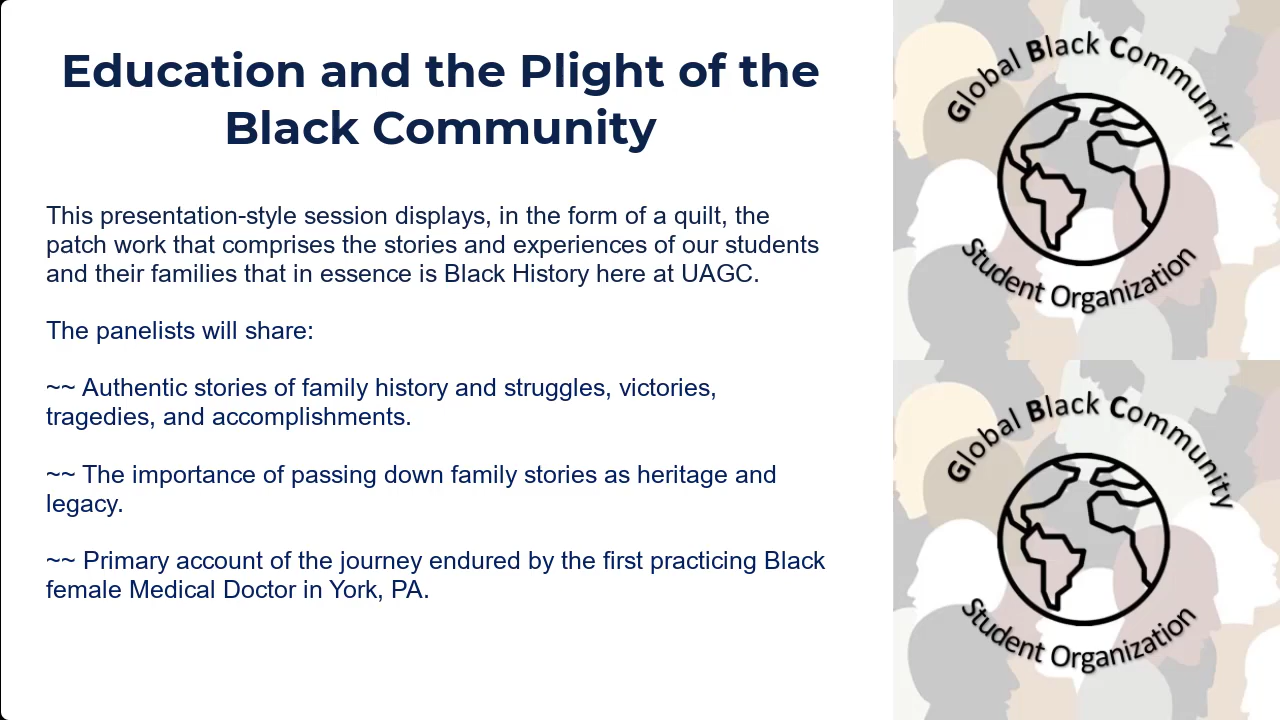 Education and the Plight of the
Black Community
This presentation-style session displays, in the form of a quilt, the
patch work that comprises the stories and experiences of our students
and their families that in essence is Black History here at UAGC.
The panelists will share:
~~ Authentic stories of family history and struggles, victories,
tragedies, and accomplishments.
~~ The importance of passing down family stories as heritage and
legacy.
~~ Primary account of the journey endured by the first practicing Black
female Medical Doctor in York, PA.
Global Black Community
Student Organization
Global Black Community
Student Organization